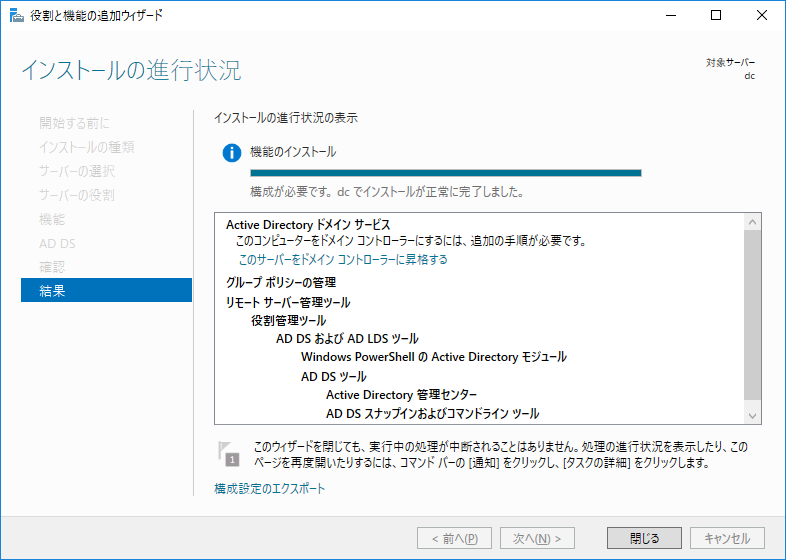 役割と機能の追加ウィザード
インストールの進行状況
対象サーバー
dc
開始する前に
インストールの種類
サーバーの選択
サーバーの役割
機能
AD DS
確認
結果
インストールの進行状況の表示
機能のインストール
構成が必要です。dc でインストールが正常に完了しました。
Active Directory ドメイン サービス
このコンピューターをドメイン コントローラーにするには、追加の手順が必要です。
このサーバーをドメイン コントローラーに昇格する
グループ ポリシーの管理
リモート サーバー管理ツール
役割管理ツール
AD DS および AD LDS ツール
Windows PowerShell の Active Directory モジュール
AD DS ツール
Active Directory 管理センター
AD DS スナップインおよびコマンドライン ツール
1
このウィザードを閉じても、実行中の処理が中断されることはありません。処理の進行状況を表示したり、この
ページを再度開いたりするには、コマンド バーの [通知] をクリックし、[タスクの詳細] をクリックします。
構成設定のエクスポート
< 前へ(P) 次へ(N) > 閉じる キャンセル